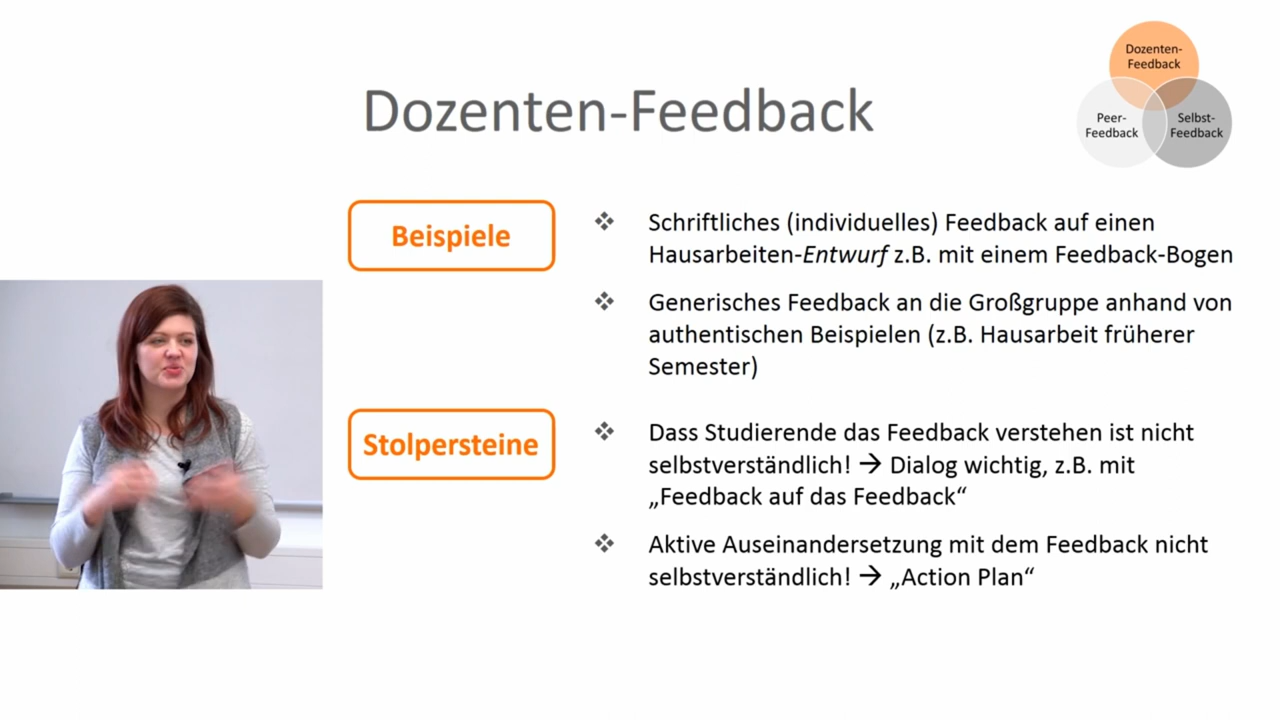 Dozenten-
Feedback
Peer-
Feedback
Selbst-
Feedback
Dozenten-Feedback
Beispiele
Schriftliches (individuelles) Feedback auf einen
Hausarbeiten-Entwurf z.B. mit einem Feedback-Bogen
Generisches Feedback an die Großgruppe anhand von
authentischen Beispielen (z.B. Hausarbeit früherer
Semester)
Stolpersteine
Dass Studierende das Feedback verstehen ist nicht
selbstverständlich! → Dialog wichtig, z.B. mit
„Feedback auf das Feedback“
Aktive Auseinandersetzung mit dem Feedback nicht
selbstverständlich! → „Action Plan“